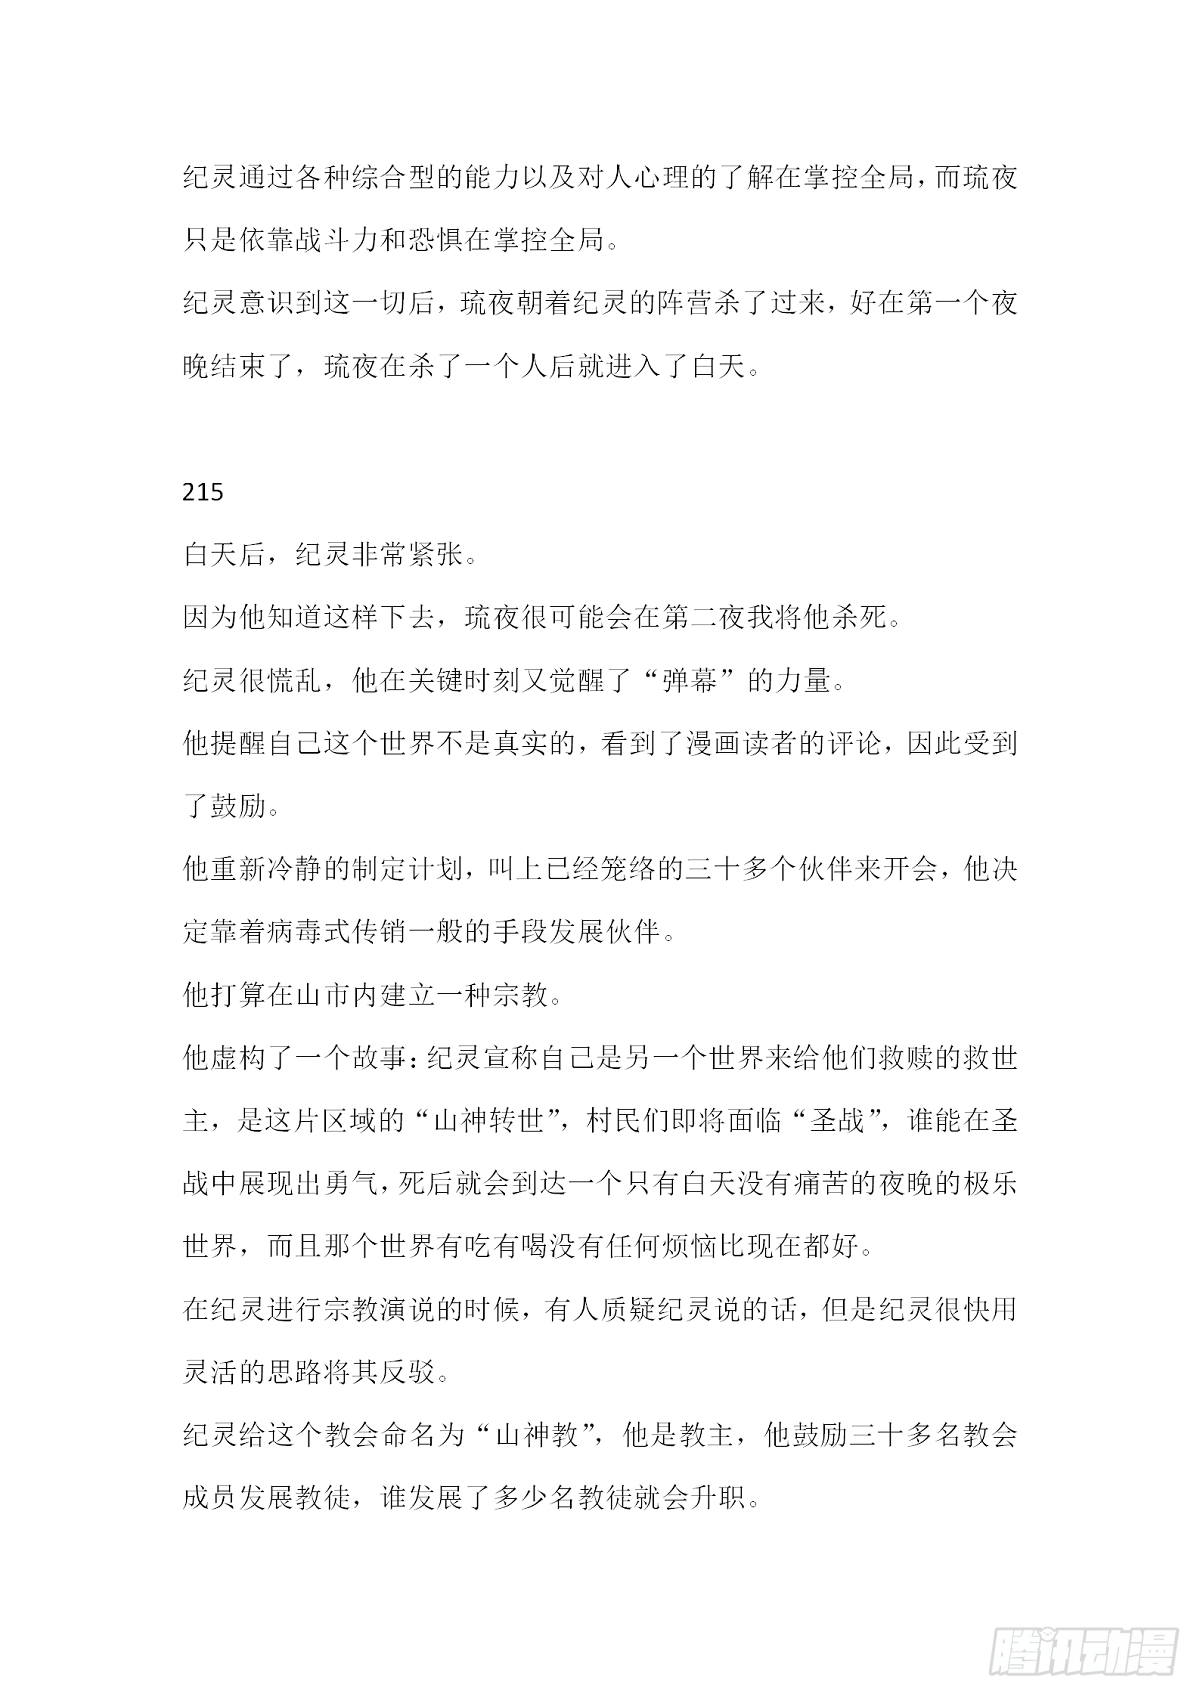 纪灵通过各种综合型的能力以及对人心理的了解在掌控全局，而琉夜
只是依靠战斗力和恐惧在掌控全局。
纪灵意识到这一切后，琉夜朝着纪灵的阵营杀了过来，好在第一个夜
晚结束了，琉夜在杀了一个人后就进入了白天。
215
白天后，纪灵非常紧张。
因为他知道这样下去，琉夜很可能会在第二夜我将他杀死。
纪灵很慌乱，他在关键时刻又觉醒了“弹幕”的力量。
他提醒自己这个世界不是真实的，看到了漫画读者的评论，因此受到
了鼓励。
他重新冷静的制定计划，叫上已经笼络的三十多个伙伴来开会，他决
定靠着病毒式传销一般的手段发展伙伴。
他打算在山市内建立一种宗教。
他虚构了一个故事：纪灵宣称自己是另一个世界来给他们救赎的救世
主，是这片区域的“山神转世”，村民们即将面临“圣战”，谁能在圣
战中展现出勇气，死后就会到达一个只有白天没有痛苦的夜晚的极乐
世界，而且那个世界有吃有喝没有任何烦恼比现在都好。
在纪灵进行宗教演说的时候，有人质疑纪灵说的话，但是纪灵很快用
灵活的思路将其反驳。
纪灵给这个教会命名为“山神教”，他是教主，他鼓励三十多名教会
成员发展教徒，谁发展了多少名教徒就会升职。
腾讯动漫